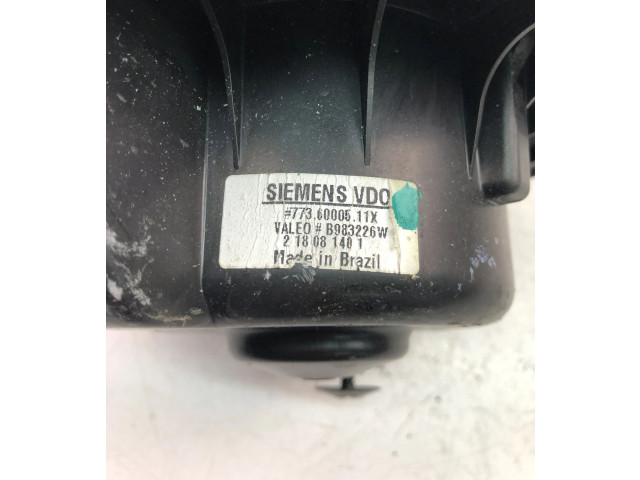 SIEMENS VDO
#773.60005.11X
VALEO # B983226W
2 18 08 140 1
Made in Brazil